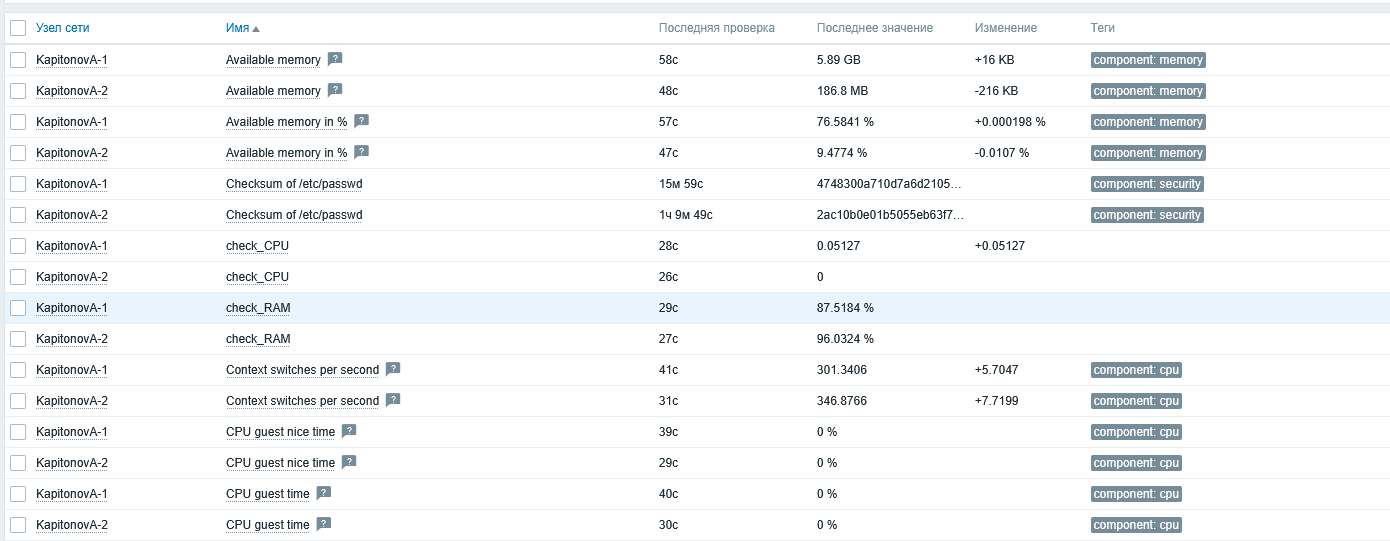 Узел сети Имя Последняя проверка Последнее значение Изменение Теги
KapitonovA-1 Available memory ? 58с 5.89 GB +16 KB component: memory
KapitonovA-2 Available memory ? 48с 186.8 MB -216 KB component: memory
KapitonovA-1 Available memory in % ? 57с 76.5841 % +0.000198 % component: memory
KapitonovA-2 Available memory in % ? 47с 9.4774 % -0.0107 % component: memory
KapitonovA-1 Checksum of /etc/passwd 15м 59с 4748300a710d7a6d2105... component: security
KapitonovA-2 Checksum of /etc/passwd 1ч 9м 49с 2ac10b0e01b5055eb63f7... component: security
KapitonovA-1 check_CPU 28с 0.05127 +0.05127
KapitonovA-2 check_CPU 26с 0
KapitonovA-1 check_RAM 29с 87.5184 %
KapitonovA-2 check_RAM 27с 96.0324 %
KapitonovA-1 Context switches per second ? 41с 301.3406 +5.7047 component: cpu
KapitonovA-2 Context switches per second ? 31с 346.8766 +7.7199 component: cpu
KapitonovA-1 CPU guest nice time ? 39с 0 % component: cpu
KapitonovA-2 CPU guest nice time ? 29с 0 % component: cpu
KapitonovA-1 CPU guest time ? 40с 0 % component: cpu
KapitonovA-2 CPU guest time ? 30с 0 % component: cpu